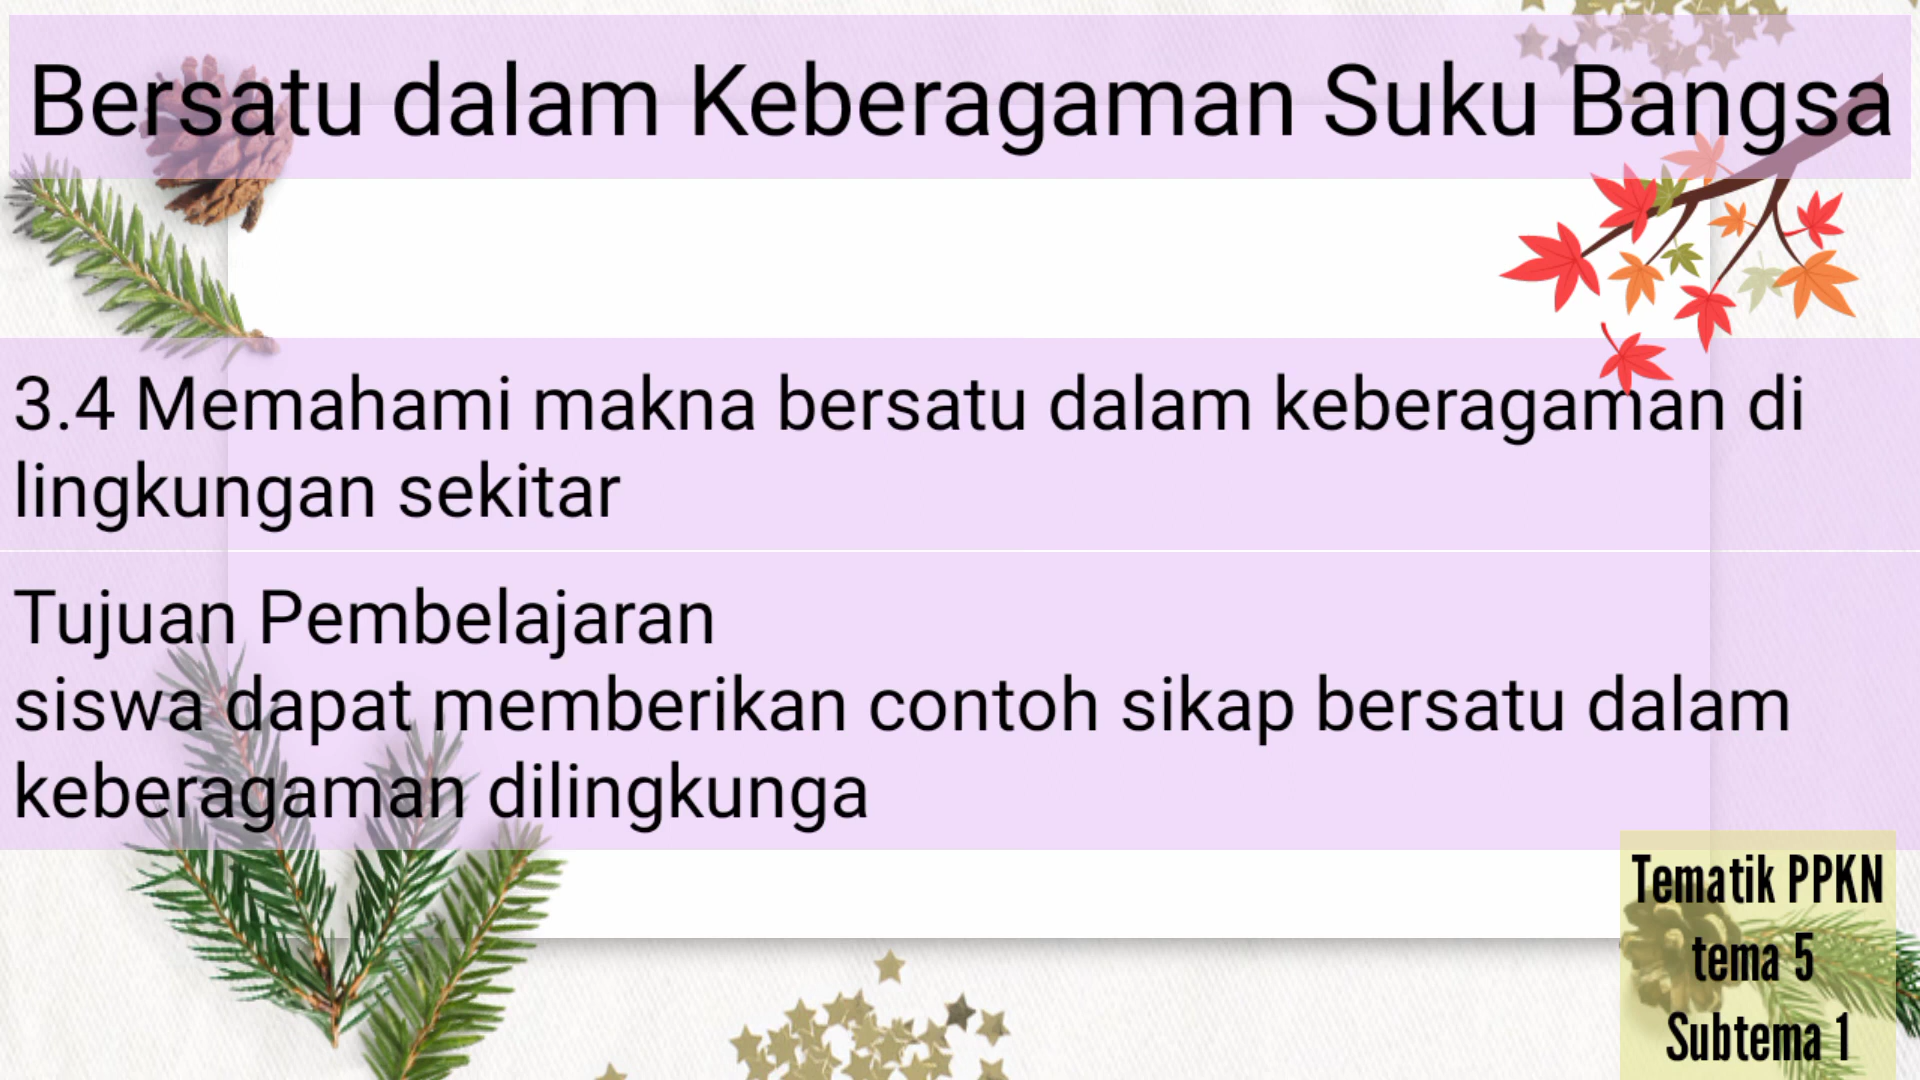 Bersatu dalam Keberagaman Suku Bangsa
3.4 Memahami makna bersatu dalam keberagaman di
lingkungan sekitar
Tujuan Pembelajaran
siswa dapat memberikan contoh sikap bersatu dalam
keberagaman dilingkunga
Tematik PPKN
tema 5
Subtema 1